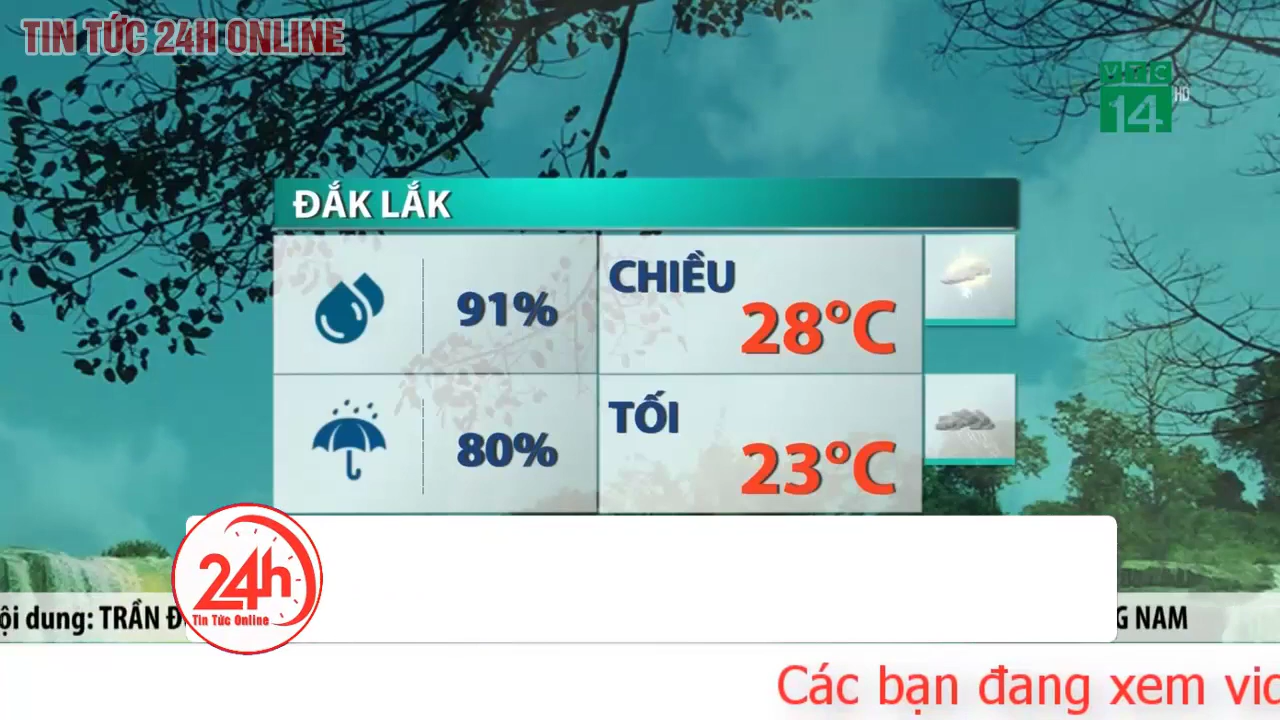 TIN TỨC 24H ONLINE
VTC
14
HD
ĐẮK LẮK
91%
CHIỀU
28°C
80%
TỐI
23°C
24h
Tin Tức Online
ội dung: TRẦN Đ
G NAM
Các bạn đang xem vid